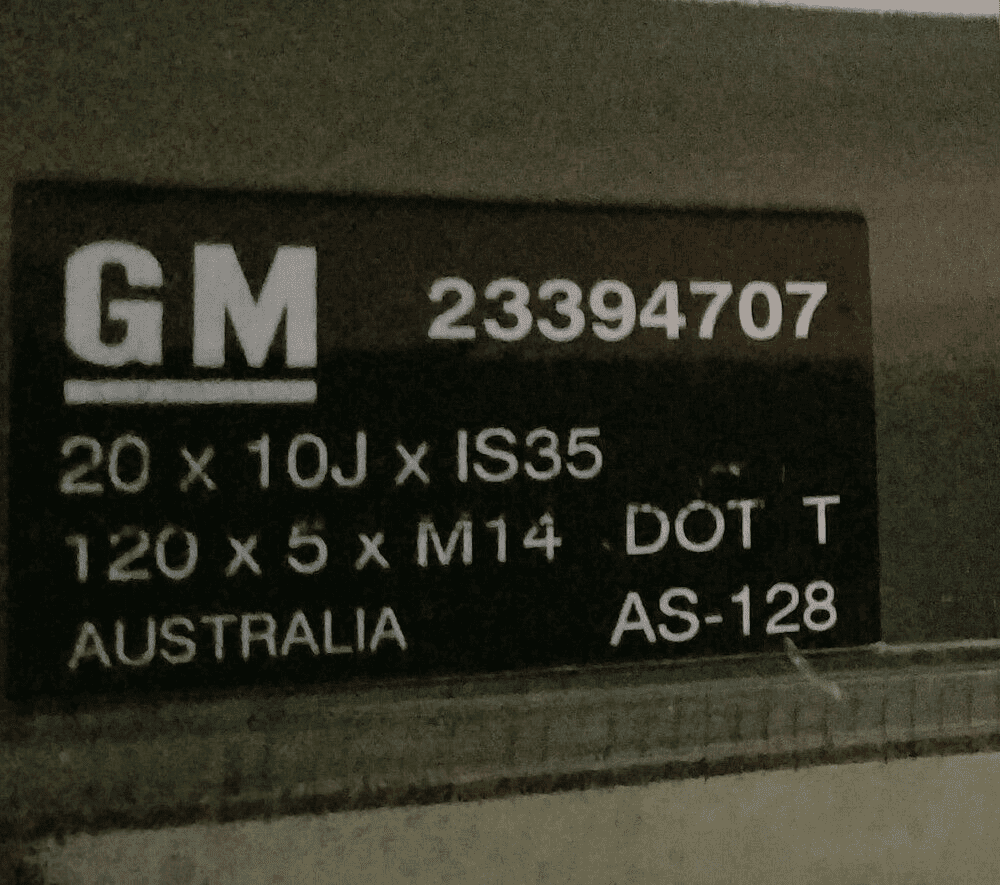 GM 23394707
20 x 10J x IS35
120 x 5 x M14 DOT T
AUSTRALIA AS-128